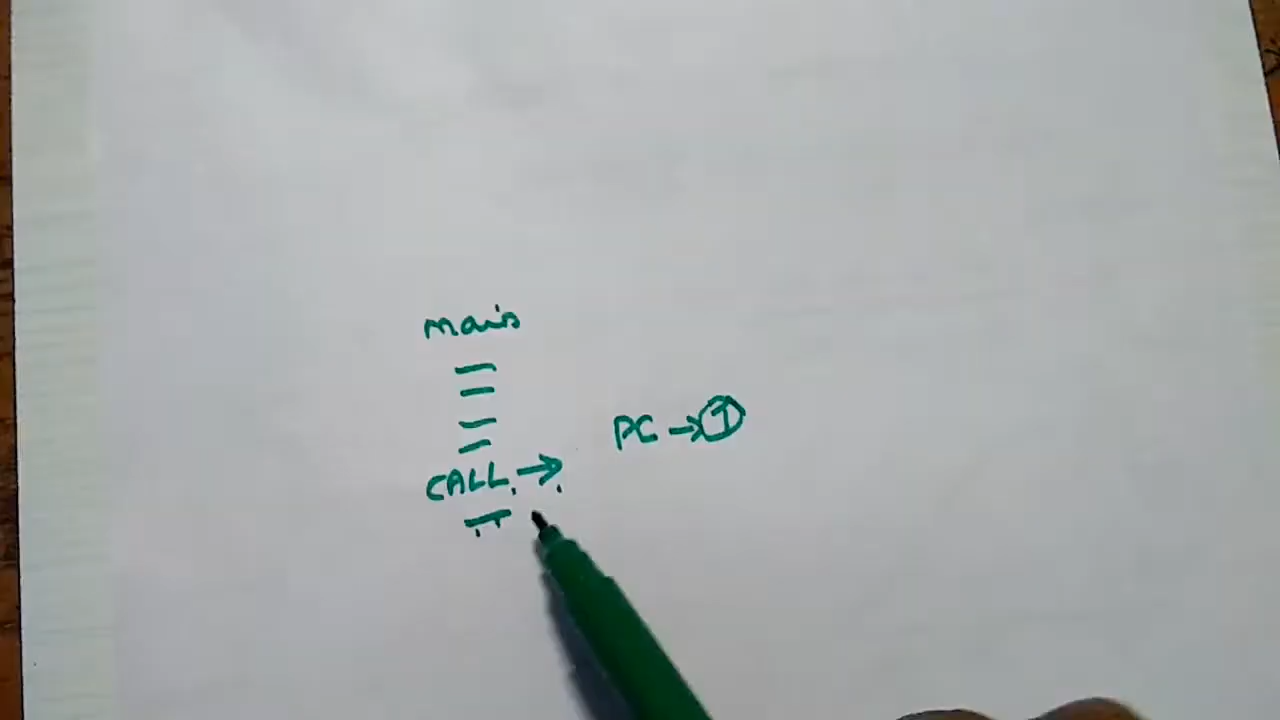 main
PC → ①
CALL →